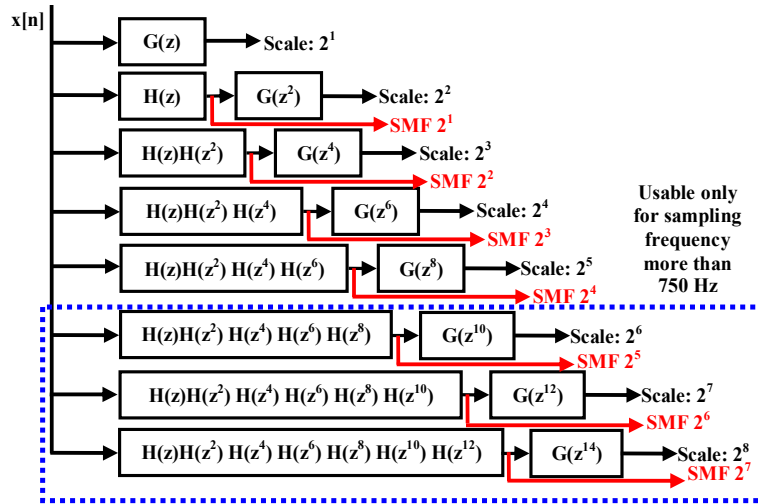 x[n]
G(z) Scale: 2¹
H(z) G(z²) Scale: 2²
SMF 2¹
H(z)H(z²) G(z⁴) Scale: 2³
SMF 2²
H(z)H(z²) H(z⁴) G(z⁶) Scale: 2⁴
SMF 2³
H(z)H(z²) H(z⁴) H(z⁶) G(z⁸) Scale: 2⁵
SMF 2⁴
Usable only
for sampling
frequency
more than
750 Hz
H(z)H(z²) H(z⁴) H(z⁶) H(z⁸) G(z¹⁰) Scale: 2⁶
SMF 2⁵
H(z)H(z²) H(z⁴) H(z⁶) H(z⁸) H(z¹⁰) G(z¹²) Scale: 2⁷
SMF 2⁶
H(z)H(z²) H(z⁴) H(z⁶) H(z⁸) H(z¹⁰) H(z¹²) G(z¹⁴) Scale: 2⁸
SMF 2⁷